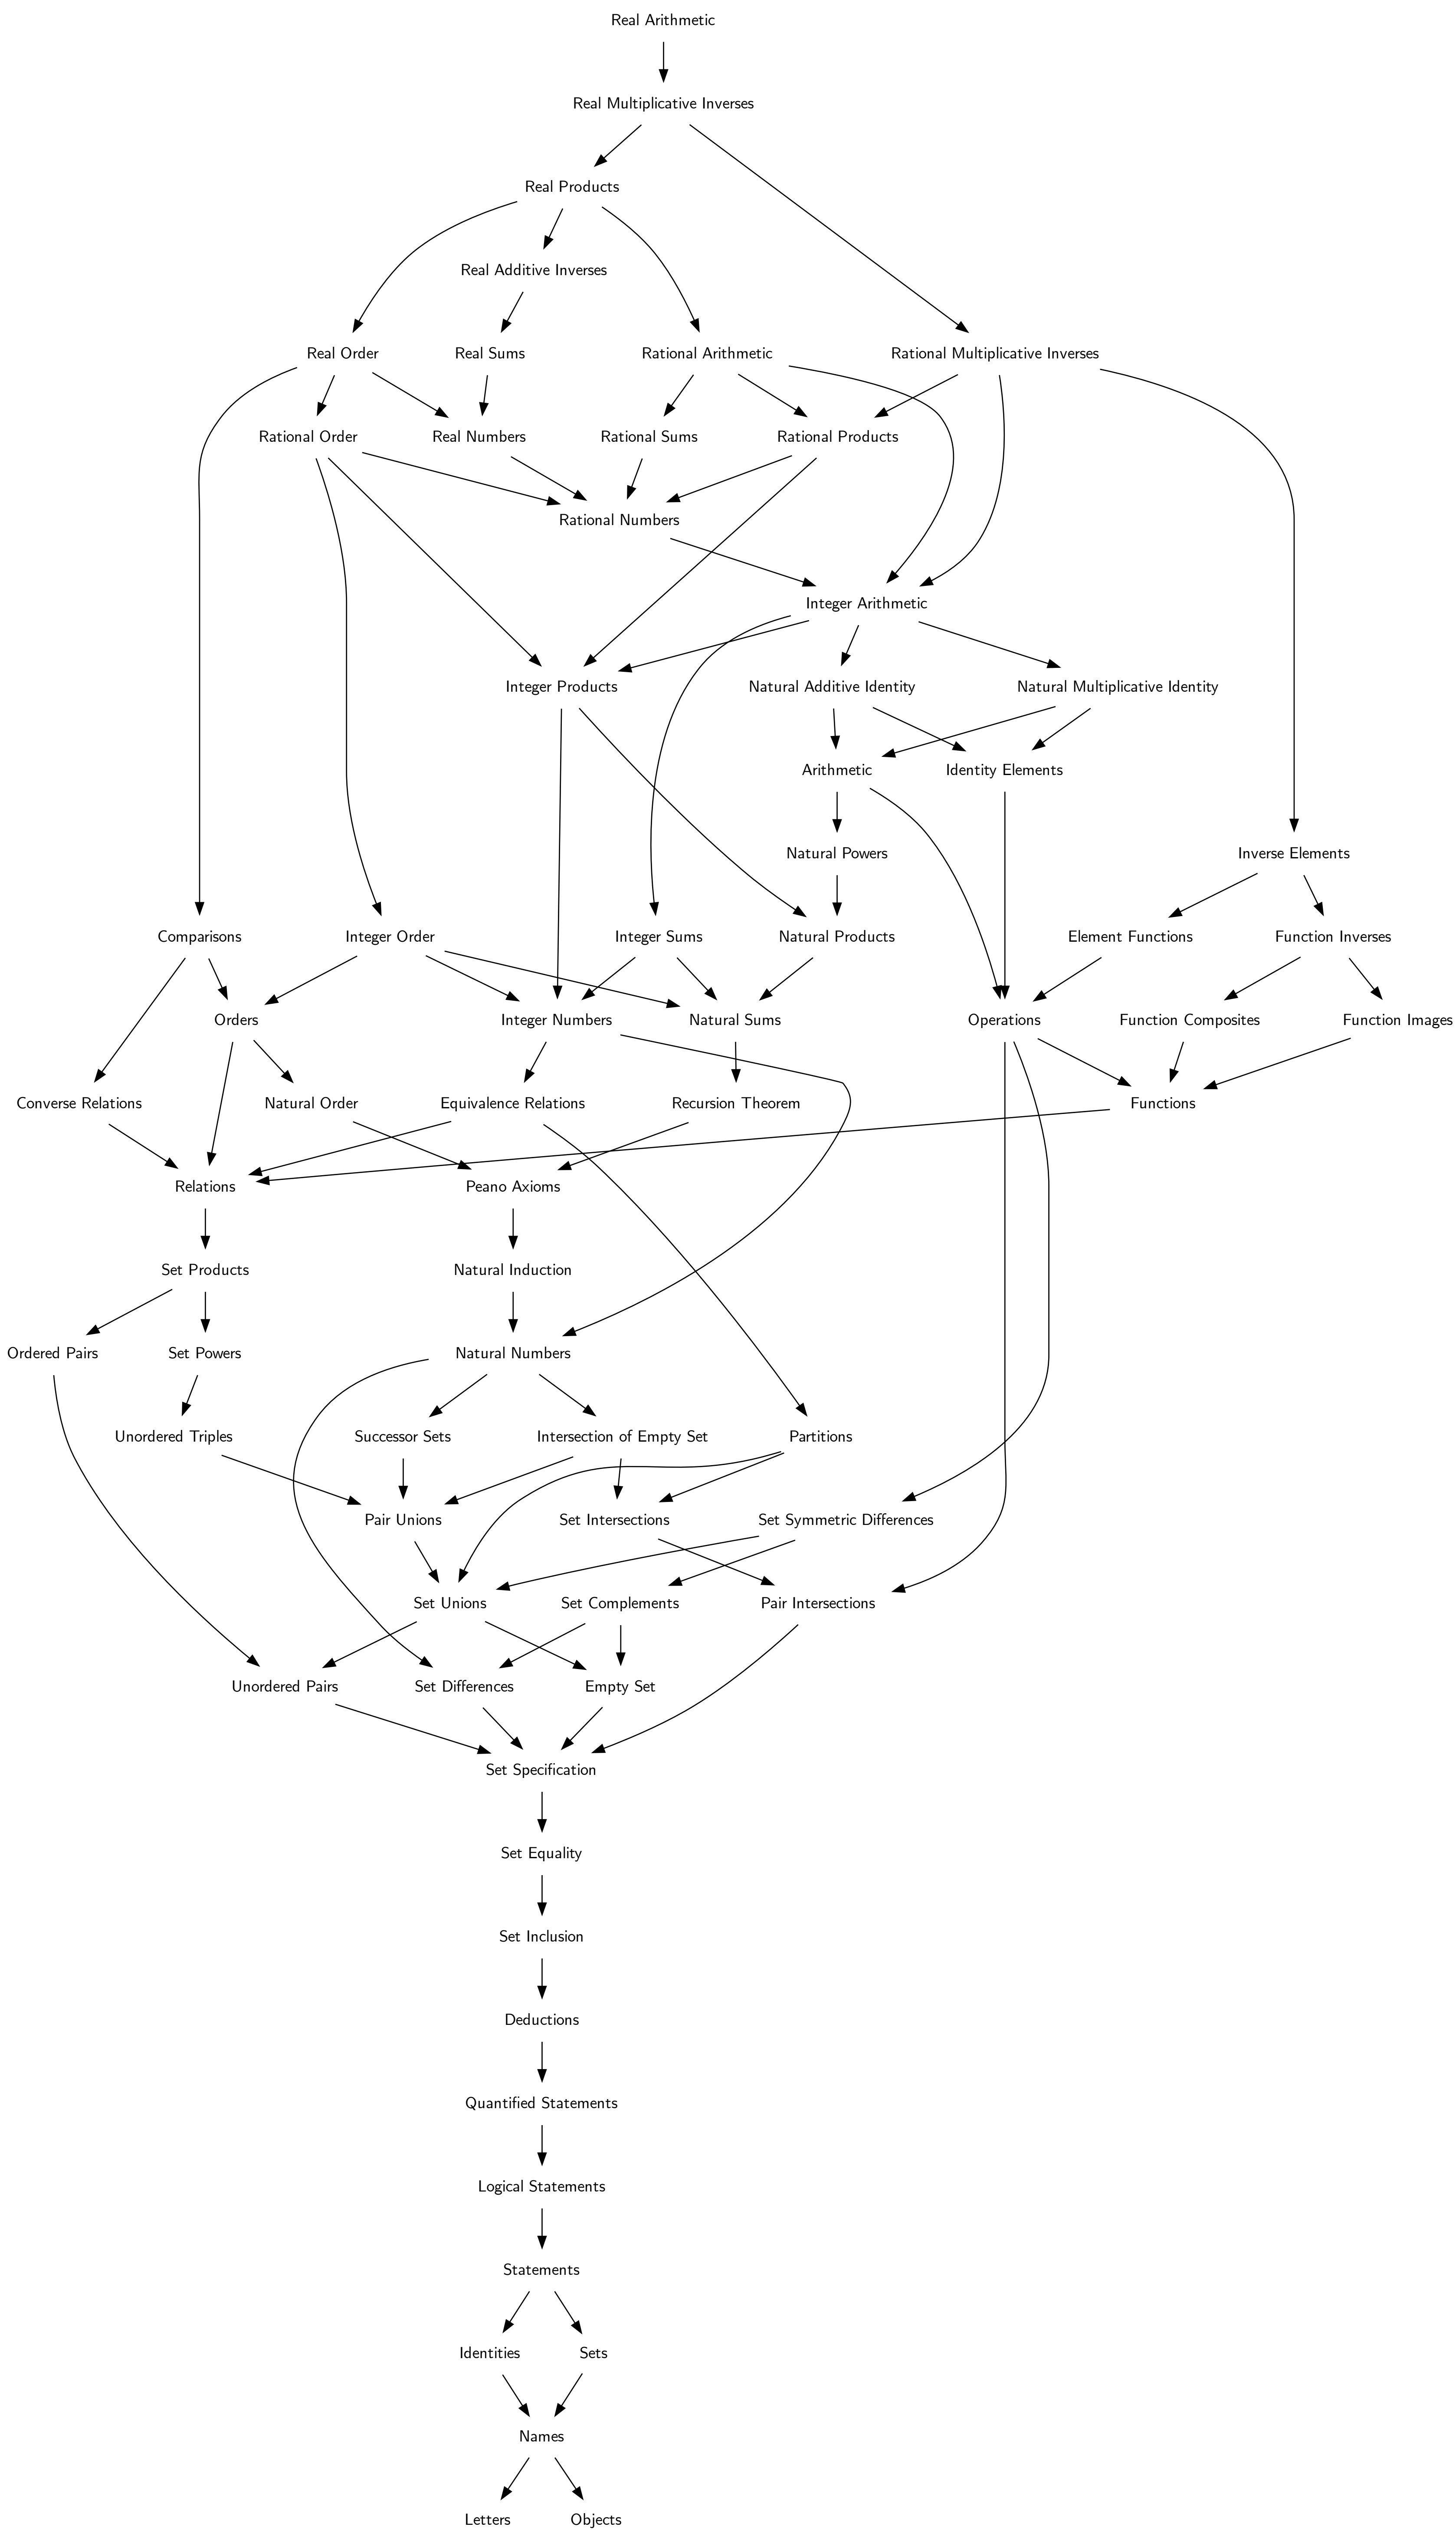 Real Arithmetic
Real Multiplicative Inverses
Real Products
Real Additive Inverses
Real Order
Real Sums
Rational Arithmetic
Rational Multiplicative Inverses
Rational Order
Real Numbers
Rational Sums
Rational Products
Rational Numbers
Integer Arithmetic
Integer Products
Natural Additive Identity
Natural Multiplicative Identity
Arithmetic
Identity Elements
Natural Powers
Inverse Elements
Comparisons
Integer Order
Integer Sums
Natural Products
Element Functions
Function Inverses
Orders
Integer Numbers
Natural Sums
Operations
Function Composites
Function Images
Converse Relations
Natural Order
Equivalence Relations
Recursion Theorem
Functions
Relations
Peano Axioms
Set Products
Natural Induction
Ordered Pairs
Set Powers
Natural Numbers
Unordered Triples
Successor Sets
Intersection of Empty Set
Partitions
Pair Unions
Set Intersections
Set Symmetric Differences
Set Unions
Set Complements
Pair Intersections
Unordered Pairs
Set Differences
Empty Set
Set Specification
Set Equality
Set Inclusion
Deductions
Quantified Statements
Logical Statements
Statements
Identities
Sets
Names
Letters
Objects